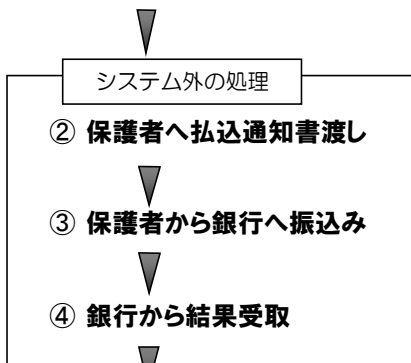 システム外の処理
② 保護者へ払込通知書渡し
③ 保護者から銀行へ振込み
④ 銀行から結果受取